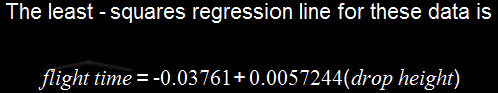 The least - squares regression line for these data is
flight time = -0.03761+ 0.0057244(drop height)